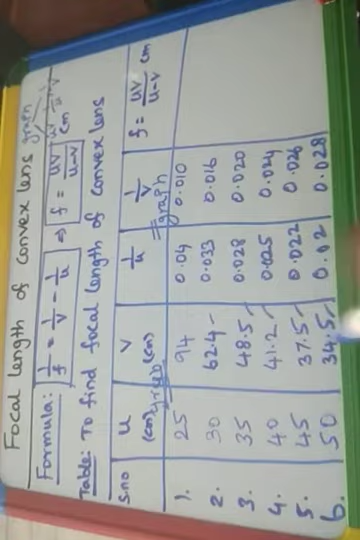 Focal length of convex lens graph
Formula: 1/f = 1/v - 1/u ⇒ f = uv/u-v cm
Table: To find focal length of convex lens
S.no u (cm) v (cm) 1/u 1/v graph f = uv/u-v cm
1. 25 94 0.04 0.010
2. 30 62.4 0.033 0.016
3. 35 48.5 0.028 0.020
4. 40 41.2 0.025 0.024
5. 45 37.5 0.022 0.026
6. 50 34.5 0.02 0.028